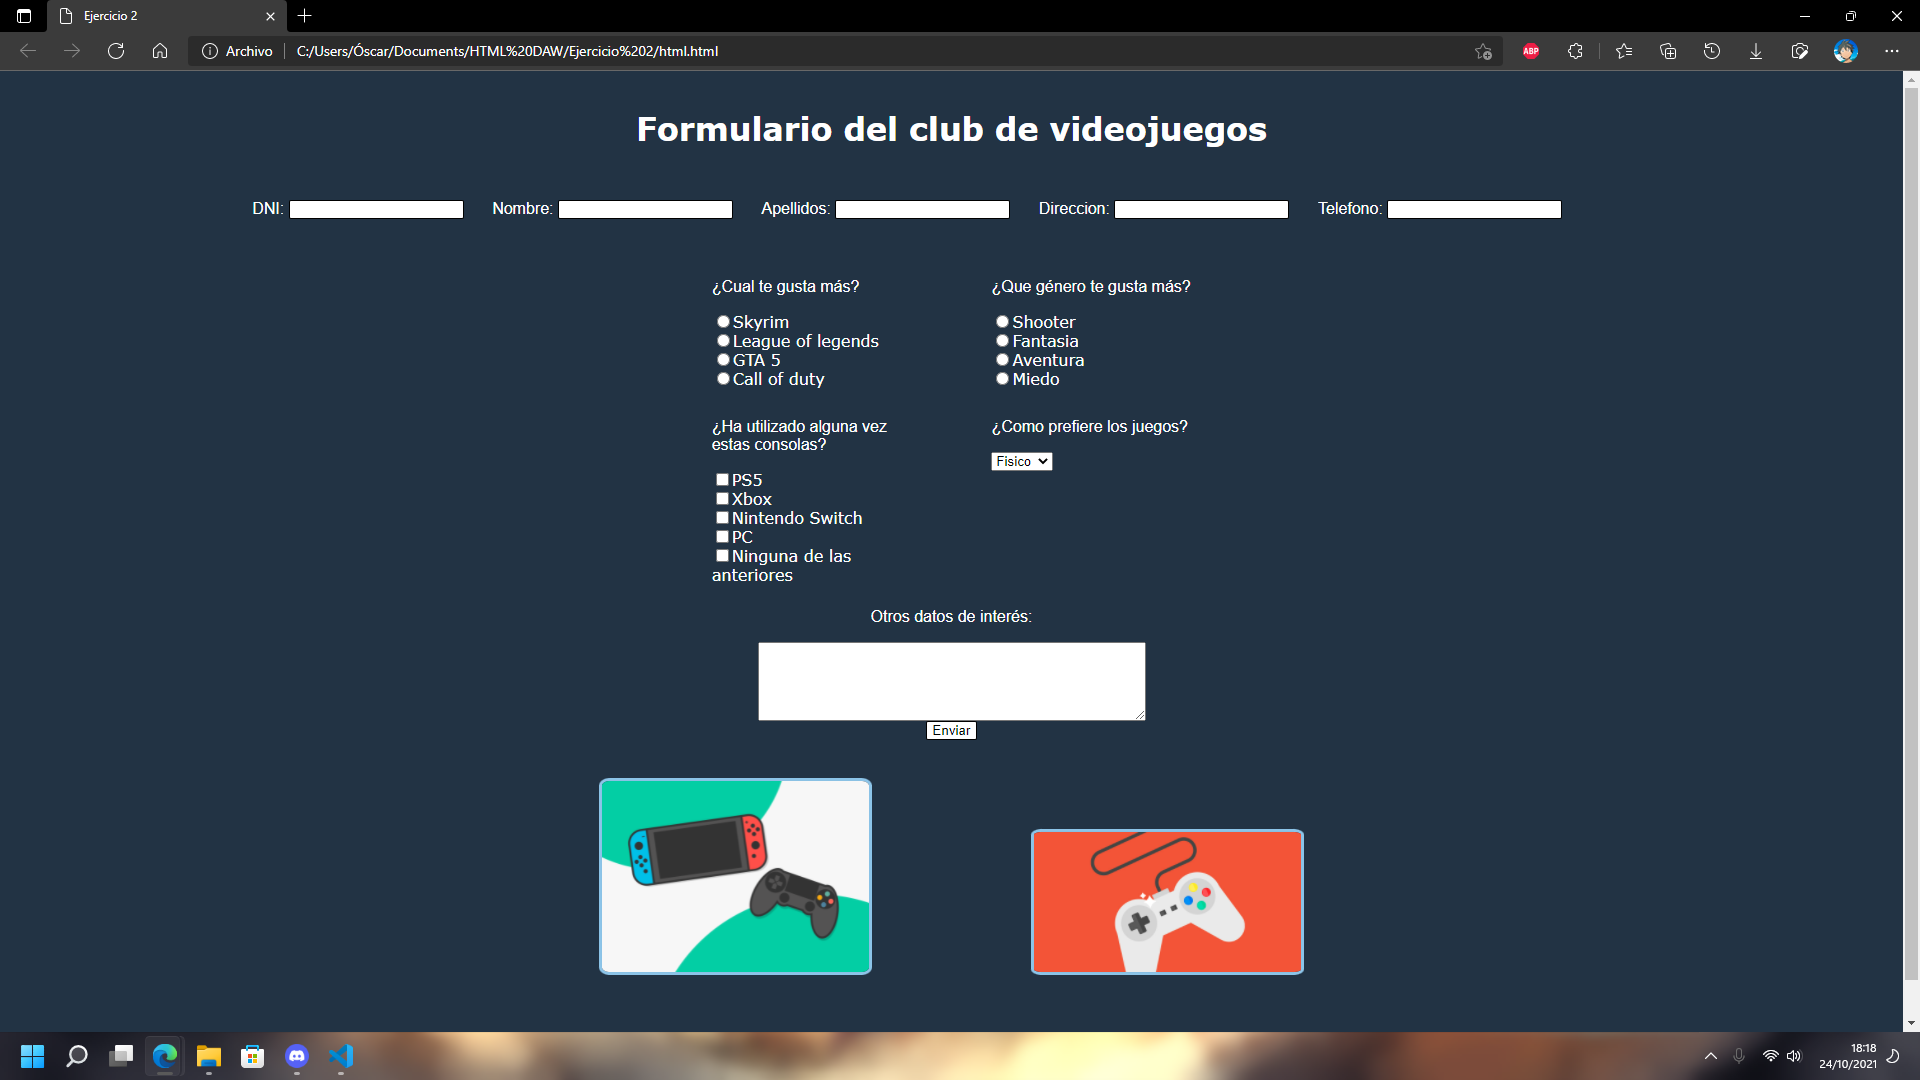 Ejercicio 2
Archivo C:/Users/Óscar/Documents/HTML%20DAW/Ejercicio%202/html.html
ABP
Formulario del club de videojuegos
DNI: Nombre: Apellidos: Direccion: Telefono:
¿Cual te gusta más?
Skyrim
League of legends
GTA 5
Call of duty
¿Que género te gusta más?
Shooter
Fantasia
Aventura
Miedo
¿Ha utilizado alguna vez
estas consolas?
PS5
Xbox
Nintendo Switch
PC
Ninguna de las
anteriores
¿Como prefiere los juegos?
Fisico
Otros datos de interés:
Enviar
18:18
24/10/2021